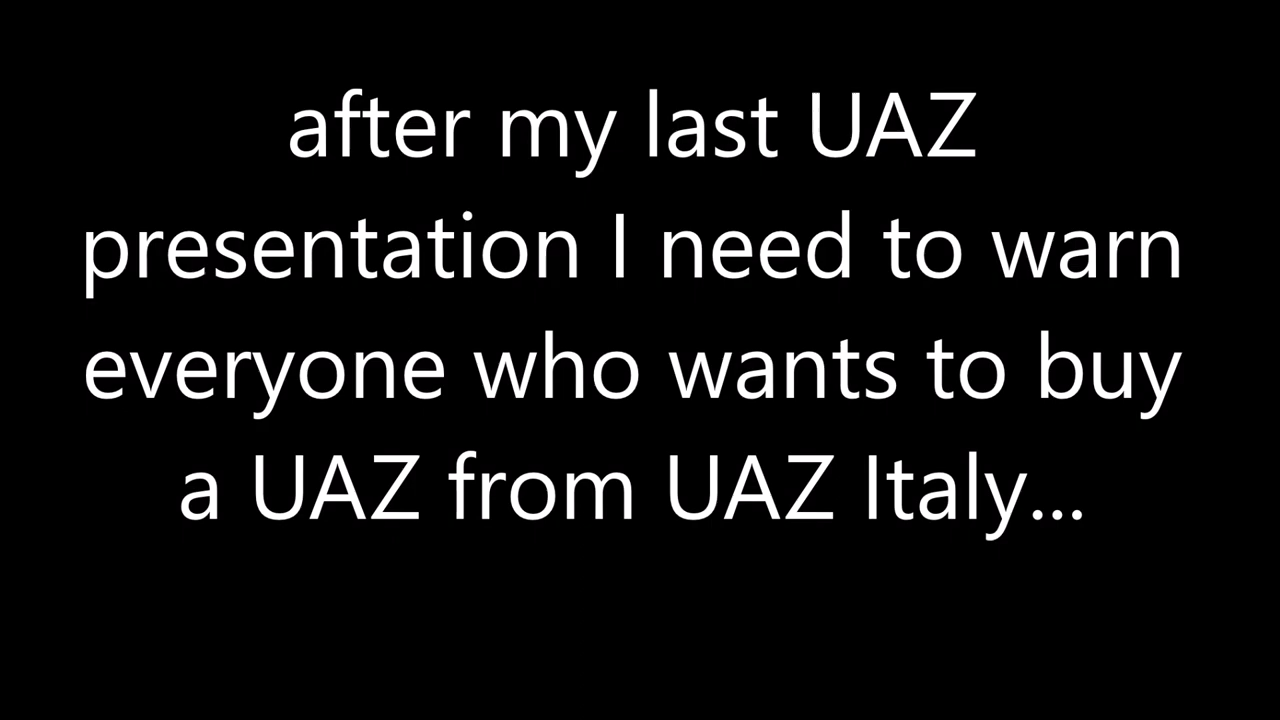 after my last UAZ
presentation I need to warn
everyone who wants to buy
a UAZ from UAZ Italy...